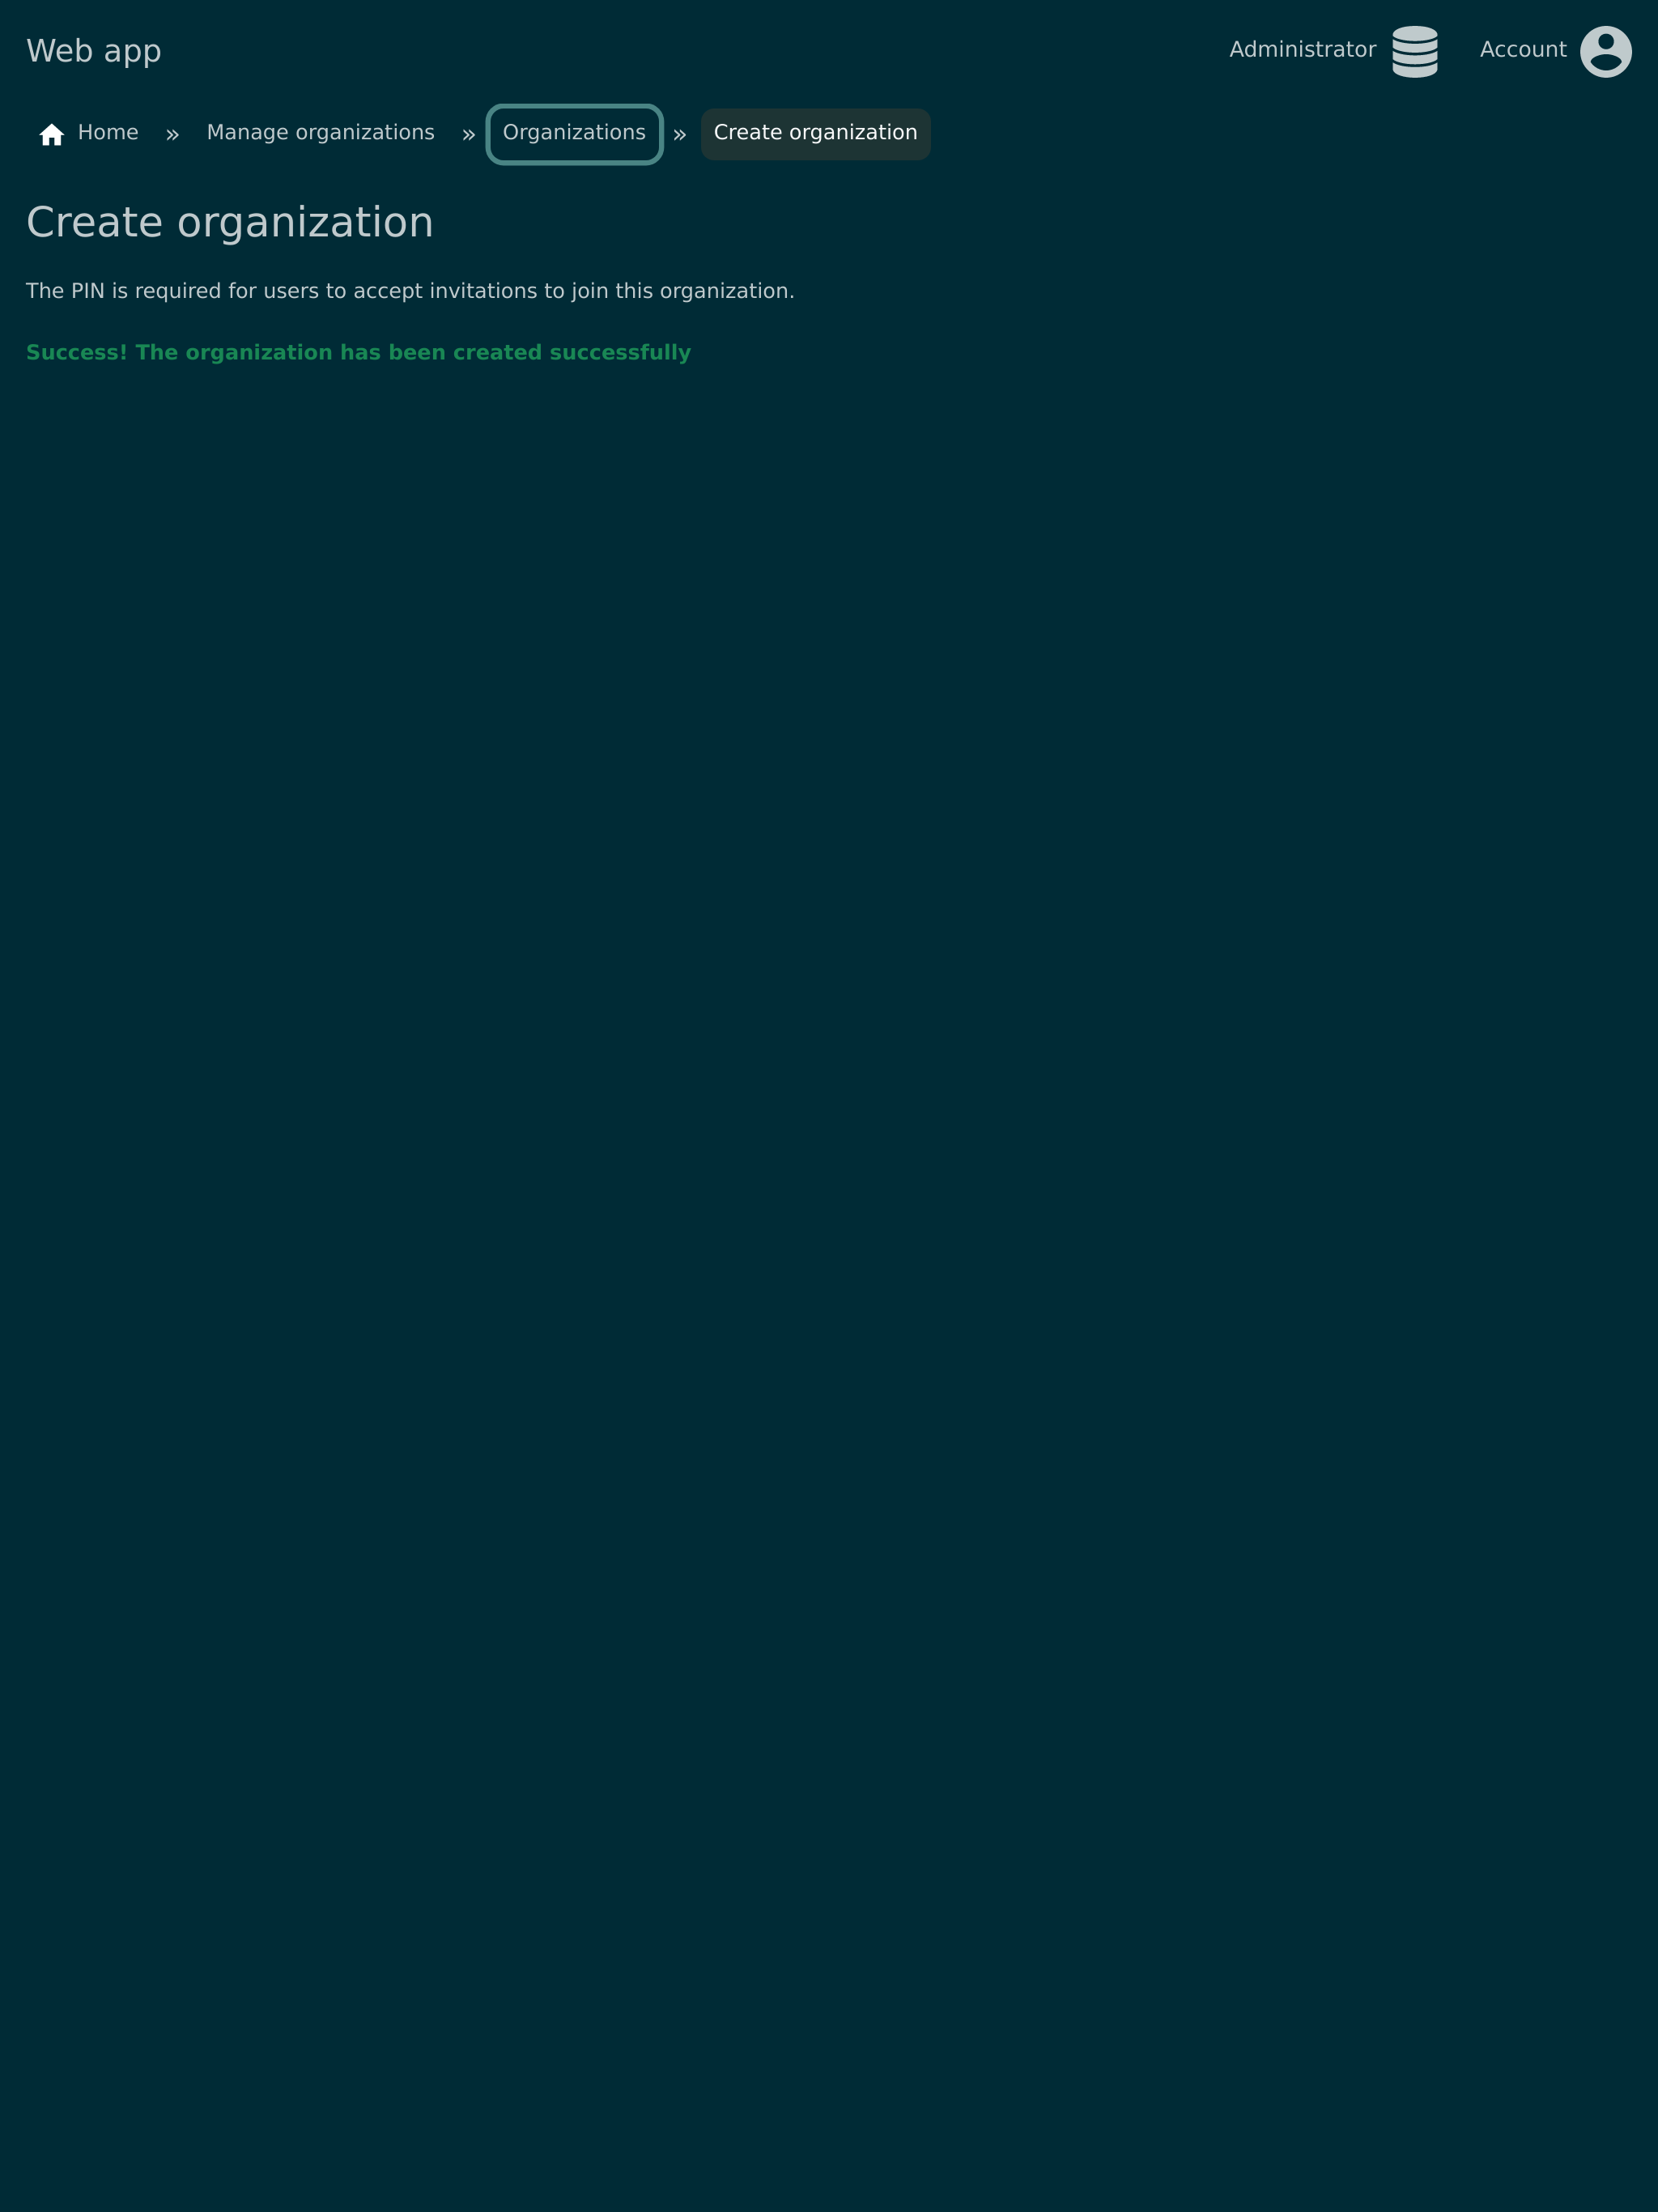 Web app
Administrator
Account
Home » Manage organizations » Organizations » Create organization
Create organization
The PIN is required for users to accept invitations to join this organization.
Success! The organization has been created successfully